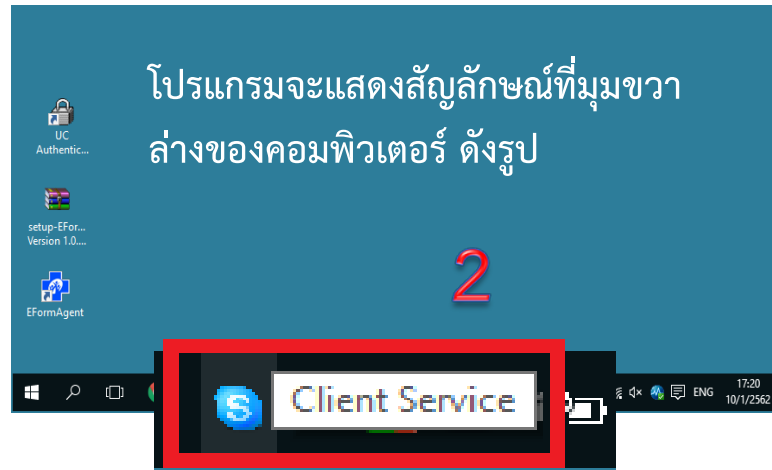 โปรแกรมจะแสดงสัญลักษณ์ที่มุมขวา
ล่างของคอมพิวเตอร์ ดังรูป
UC
Authentic...
setup-EFor...
Version 1.0....
EFormAgent
2
Client Service
ENG
17:20
10/1/2562